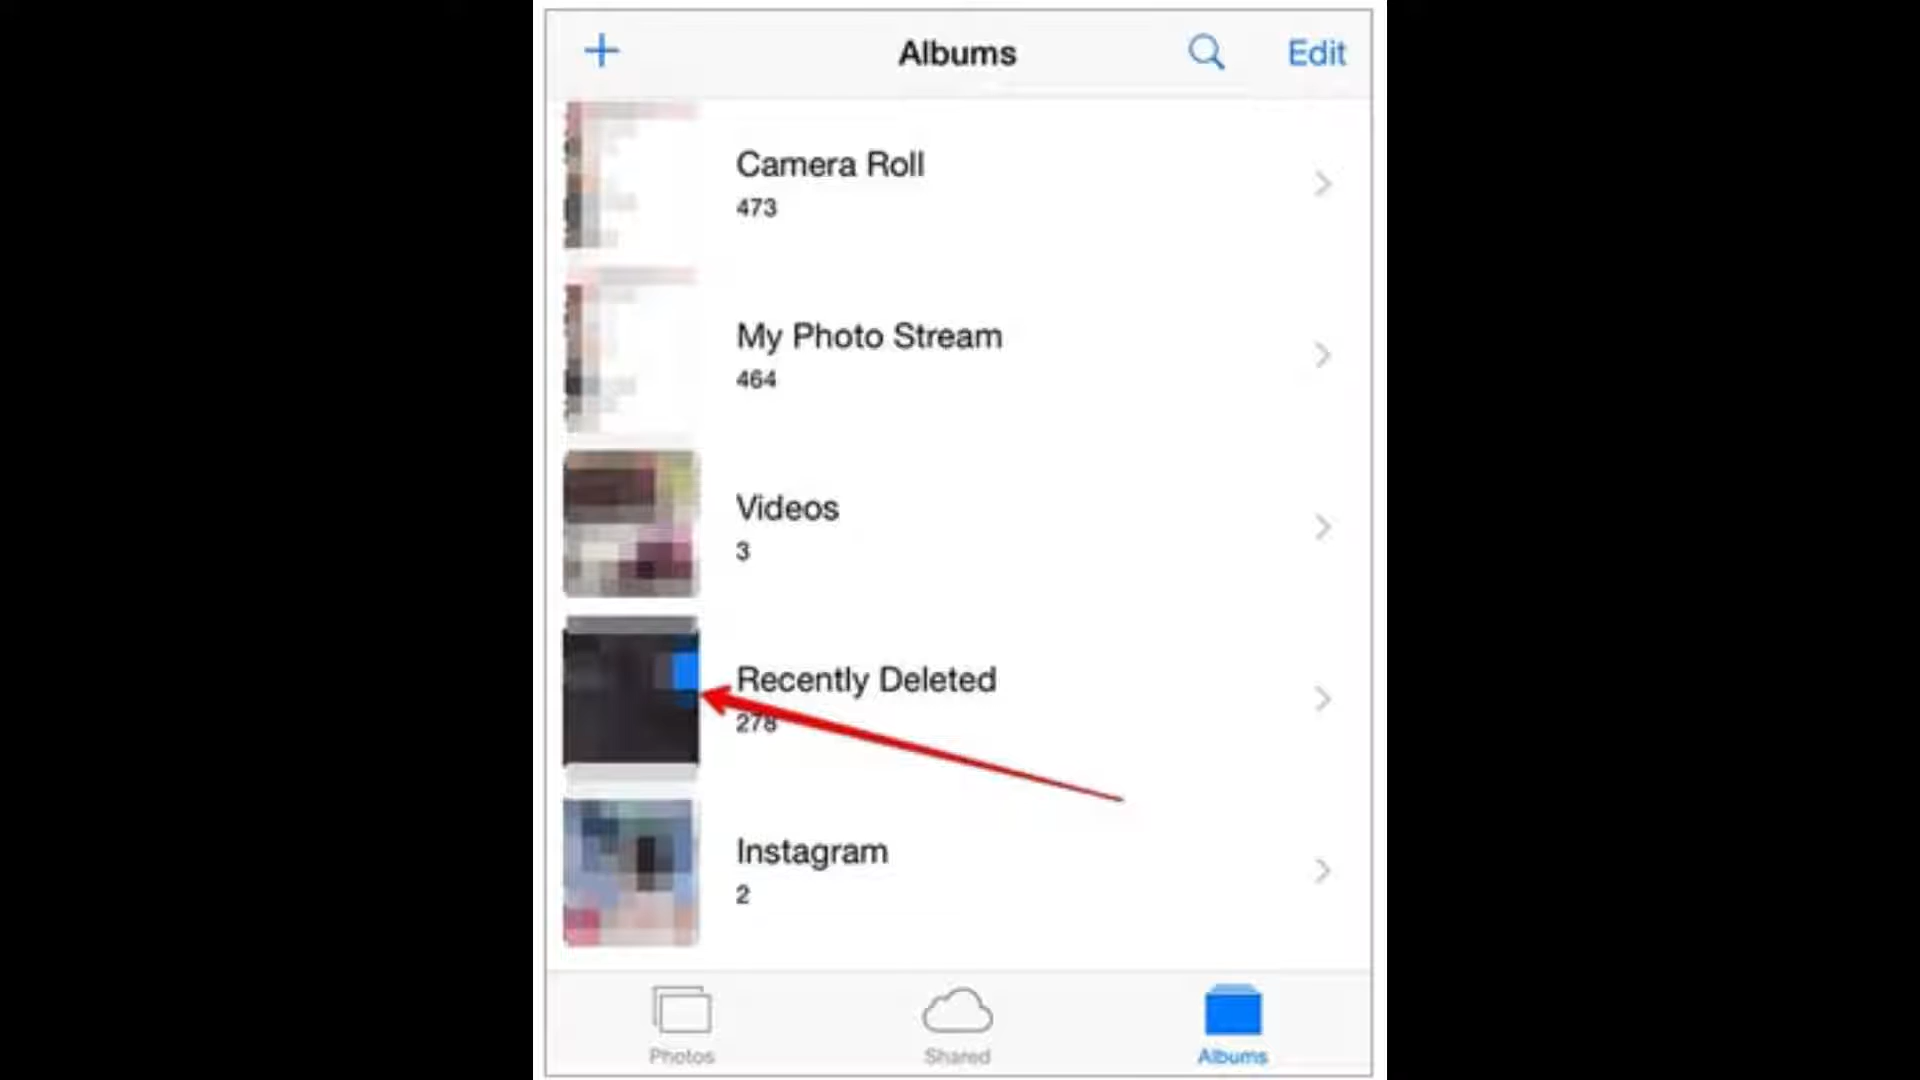 Albums
Edit
Camera Roll
473
My Photo Stream
464
Videos
3
Recently Deleted
278
Instagram
2
Photos
Shared
Albums